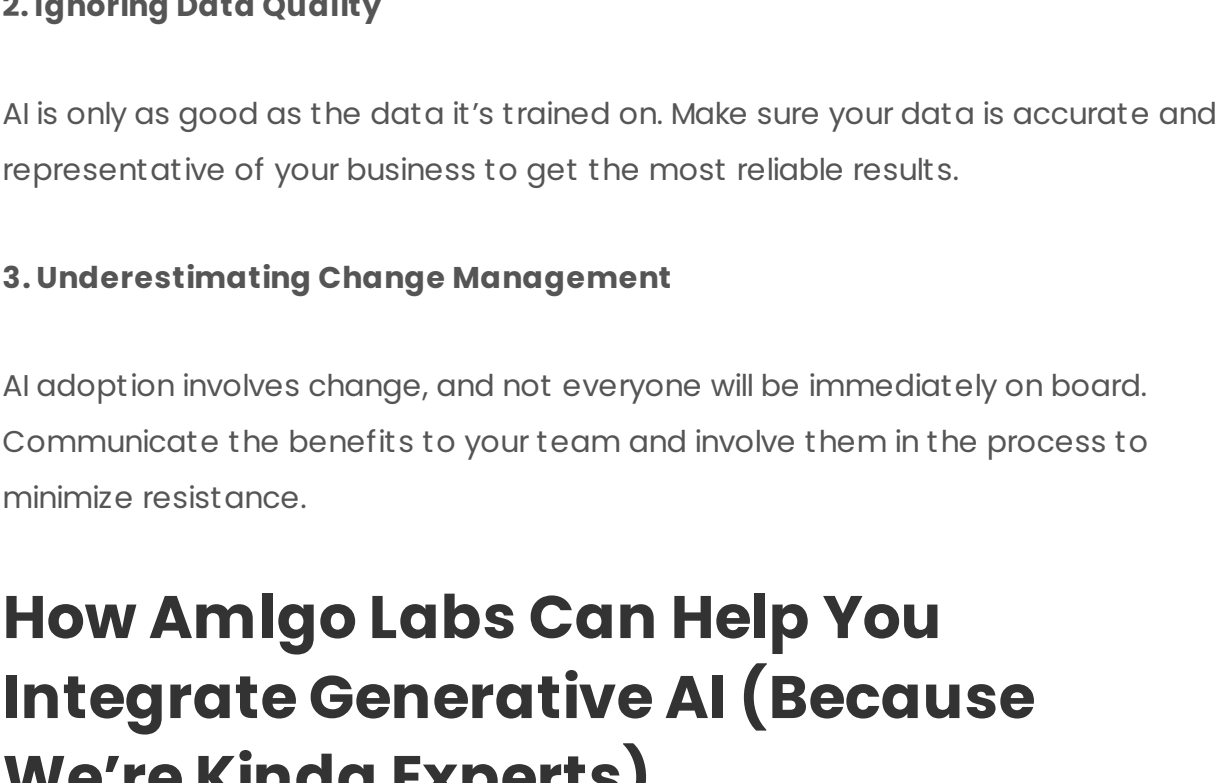 2. Ignoring Data Quality
AI is only as good as the data it’s trained on. Make sure your data is accurate and
representative of your business to get the most reliable results.
3. Underestimating Change Management
AI adoption involves change, and not everyone will be immediately on board.
Communicate the benefits to your team and involve them in the process to
minimize resistance.
How Amlgo Labs Can Help You
Integrate Generative AI (Because
We’re Kinda Experts)